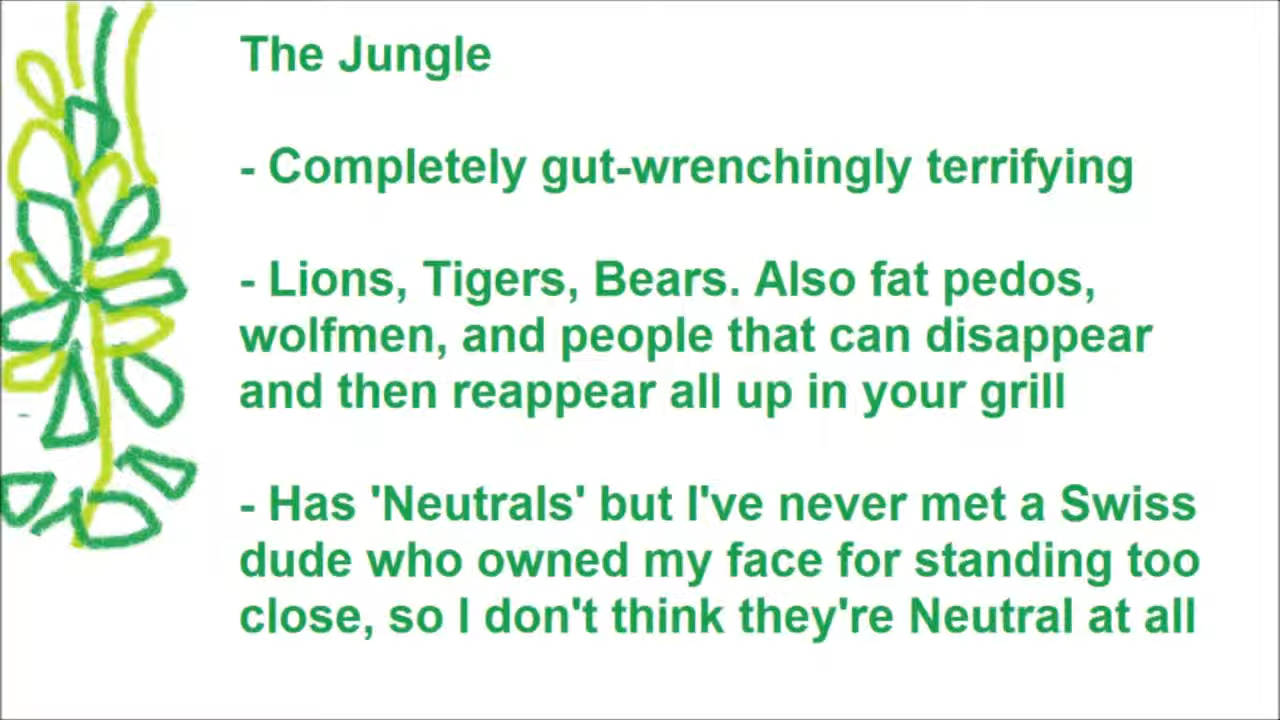 The Jungle
- Completely gut-wrenchingly terrifying
- Lions, Tigers, Bears. Also fat pedos,
wolfmen, and people that can disappear
and then reappear all up in your grill
- Has 'Neutrals' but I've never met a Swiss
dude who owned my face for standing too
close, so I don't think they're Neutral at all